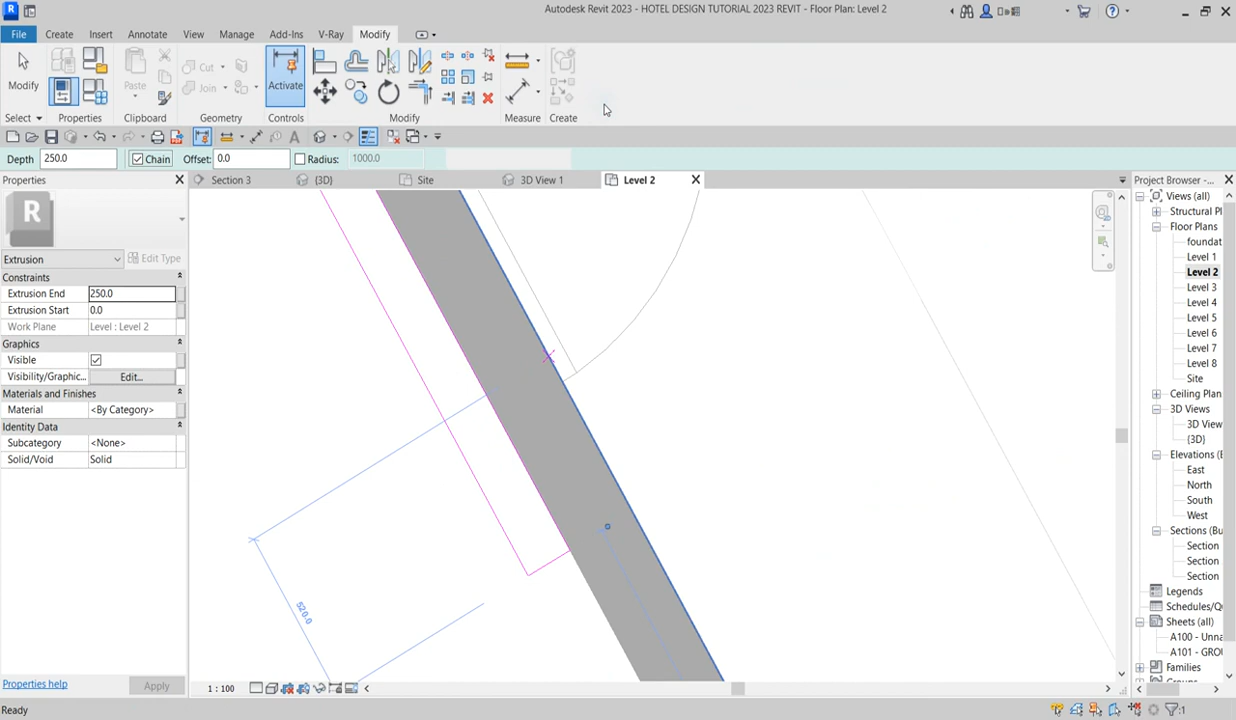 Autodesk Revit 2023 - HOTEL DESIGN TUTORIAL 2023 REVIT - Floor Plan: Level 2
File Create Insert Annotate View Manage Add-Ins V-Ray Modify
Modify Paste Cut Join Activate
Select Properties Clipboard Geometry Controls Modify Measure Create
Depth 250.0 Chain Offset: 0.0 Radius: 1000.0
Properties Section 3 {3D} Site 3D View 1 Level 2 Project Browser -...
R
Extrusion Edit Type
Constraints
Extrusion End 250.0
Extrusion Start 0.0
Work Plane Level : Level 2
Graphics
Visible
Visibility/Graphic... Edit...
Materials and Finishes
Material <By Category>
Identity Data
Subcategory <None>
Solid/Void Solid
Properties help Apply
520.0
Views (all)
Structural Pl
Floor Plans
foundat
Level 1
Level 2
Level 3
Level 4
Level 5
Level 6
Level 7
Level 8
Site
Ceiling Plan
3D Views
3D View
{3D}
Elevations (B
East
North
South
West
Sections (Bu
Section
Section
Section
Legends
Schedules/Qu
Sheets (all)
A100 - Unna
A101 - GROU
Families
1 : 100
Ready :1